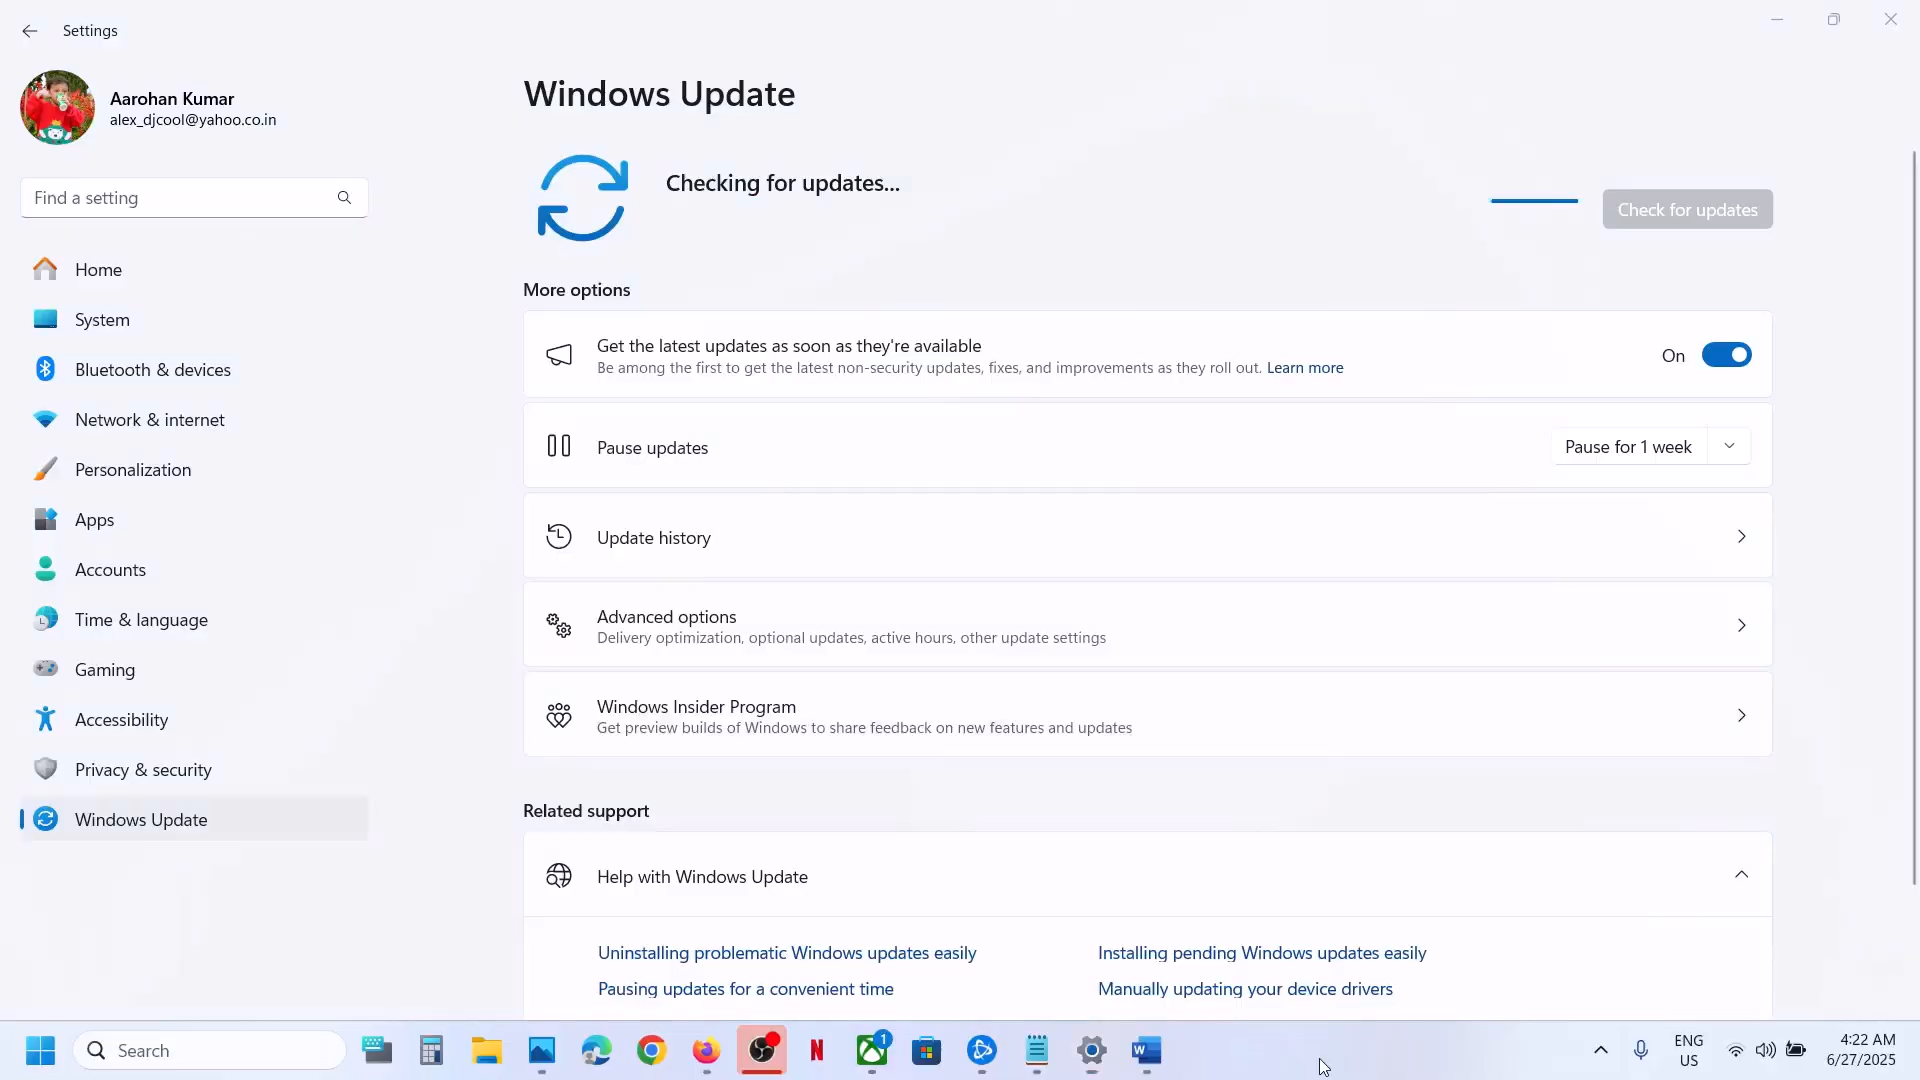 Settings
Aarohan Kumar
alex_djcool@yahoo.co.in
Find a setting
Home
System
Bluetooth & devices
Network & internet
Personalization
Apps
Accounts
Time & language
Gaming
Accessibility
Privacy & security
Windows Update
Windows Update
Checking for updates...
Check for updates
More options
Get the latest updates as soon as they're available
Be among the first to get the latest non-security updates, fixes, and improvements as they roll out. Learn more
On
Pause updates
Pause for 1 week
Update history
Advanced options
Delivery optimization, optional updates, active hours, other update settings
Windows Insider Program
Get preview builds of Windows to share feedback on new features and updates
Related support
Help with Windows Update
Uninstalling problematic Windows updates easily
Installing pending Windows updates easily
Pausing updates for a convenient time
Manually updating your device drivers
Search
N
1
W
ENG
US
4:22 AM
6/27/2025